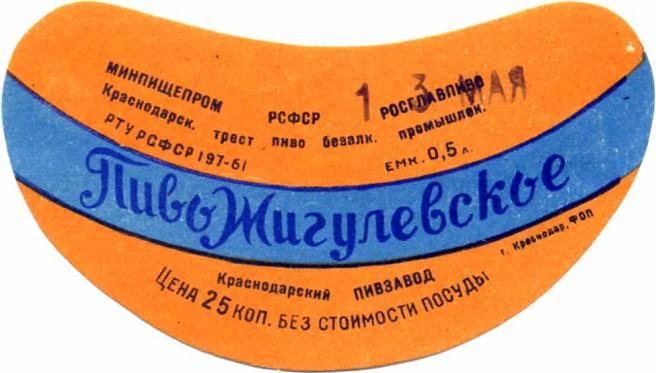 МИНПИЩЕПРОМ РСФСР РОСГЛАВПИВО
13 МАЯ
Краснодарск. трест пиво безалк. промышлен.
РТУ РСФСР 197-61 ЕМК. 0,5 л.
Пиво Жигулевское
г. Краснодар, ФОП
Краснодарский ПИВЗАВОД
ЦЕНА 25 КОП. БЕЗ СТОИМОСТИ ПОСУДЫ